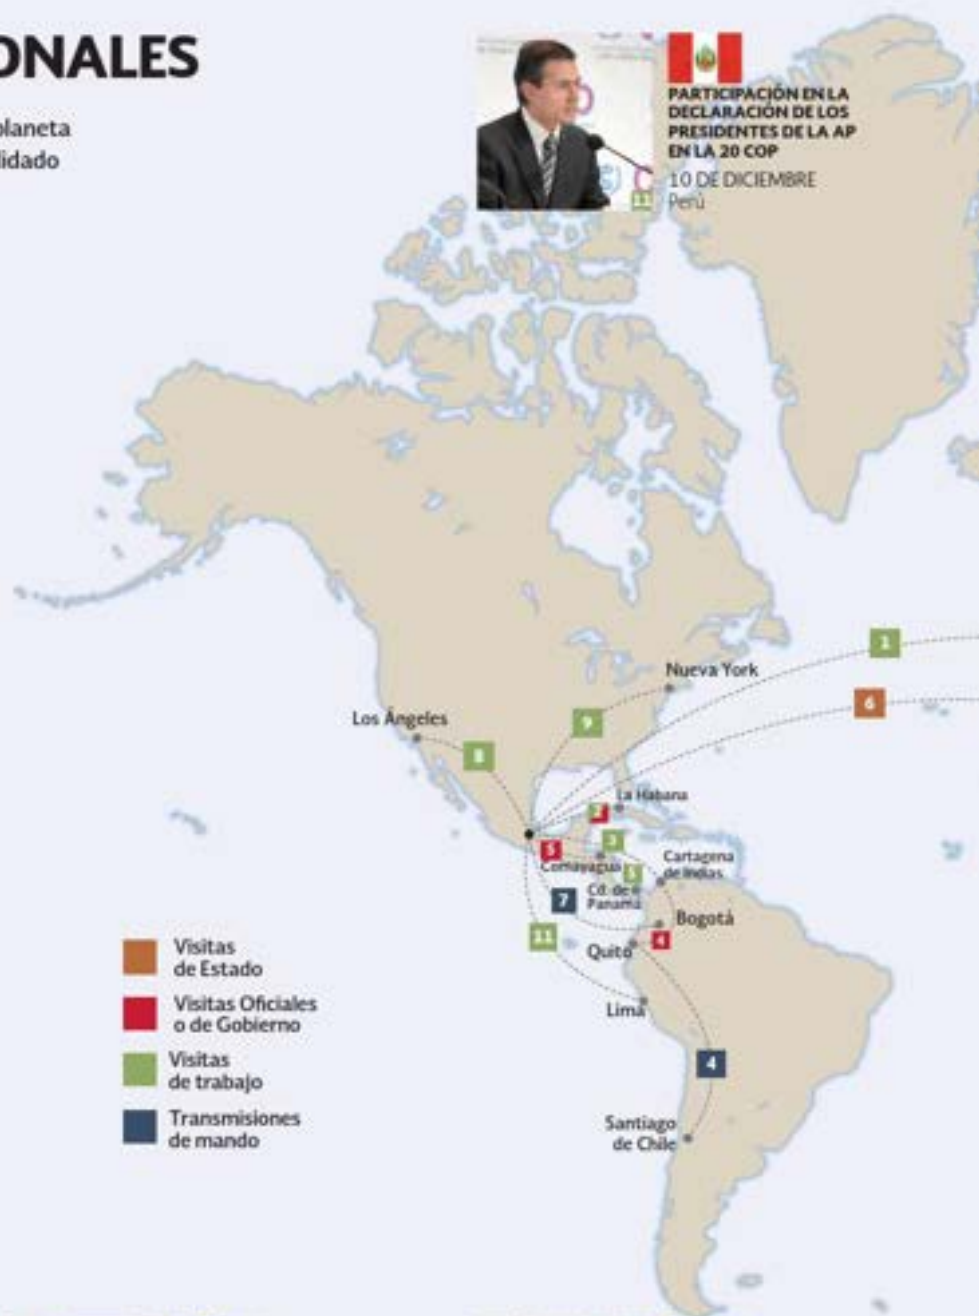 ONALES
planeta
lidado
PARTICIPACIÓN EN LA
DECLARACIÓN DE LOS
PRESIDENTES DE LA AP
EN LA 20 COP
10 DE DICIEMBRE
Perú
11
1
Nueva York
6
Los Ángeles
9
8
La Habana
2
3
5
Comayagua
Cartagena
de Indias
5
Cd. de
Panamá
7
Bogotá
11
4
Quito
Lima
4
Santiago
de Chile
Visitas
de Estado
Visitas Oficiales
o de Gobierno
Visitas
de trabajo
Transmisiones
de mando